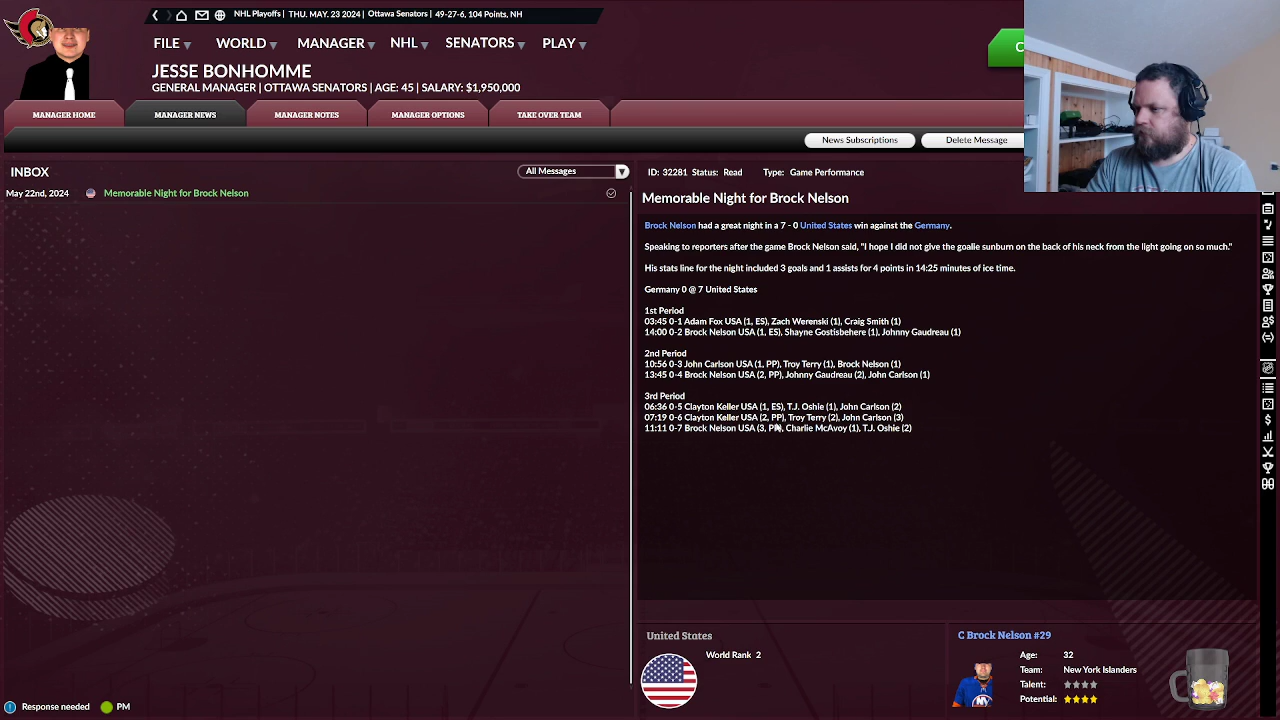 NHL Playoffs | THU. MAY. 23 2024 | Ottawa Senators | 49-27-6, 104 Points, NH
FILE WORLD MANAGER NHL SENATORS PLAY
JESSE BONHOMME
GENERAL MANAGER | OTTAWA SENATORS | AGE: 45 | SALARY: $1,950,000
MANAGER HOME MANAGER NEWS MANAGER NOTES MANAGER OPTIONS TAKE OVER TEAM
News Subscriptions Delete Message
INBOX All Messages
May 22nd, 2024 Memorable Night for Brock Nelson
ID: 32281 Status: Read Type: Game Performance
Memorable Night for Brock Nelson
Brock Nelson had a great night in a 7 - 0 United States win against the Germany.
Speaking to reporters after the game Brock Nelson said, "I hope I did not give the goalie sunburn on the back of his neck from the light going on so much."
His stats line for the night included 3 goals and 1 assists for 4 points in 14:25 minutes of ice time.
Germany 0 @ 7 United States
1st Period
03:45 0-1 Adam Fox USA (1, ES), Zach Werenski (1), Craig Smith (1)
14:00 0-2 Brock Nelson USA (1, ES), Shayne Gostisbehere (1), Johnny Gaudreau (1)
2nd Period
10:56 0-3 John Carlson USA (1, PP), Troy Terry (1), Brock Nelson (1)
13:45 0-4 Brock Nelson USA (2, PP), Johnny Gaudreau (2), John Carlson (1)
3rd Period
06:36 0-5 Clayton Keller USA (1, ES), T.J. Oshie (1), John Carlson (2)
07:19 0-6 Clayton Keller USA (2, PP), Troy Terry (2), John Carlson (3)
11:11 0-7 Brock Nelson USA (3, PP), Charlie McAvoy (1), T.J. Oshie (2)
United States
World Rank 2
C Brock Nelson #29
Age: 32
Team: New York Islanders
Talent:
Potential:
Response needed PM